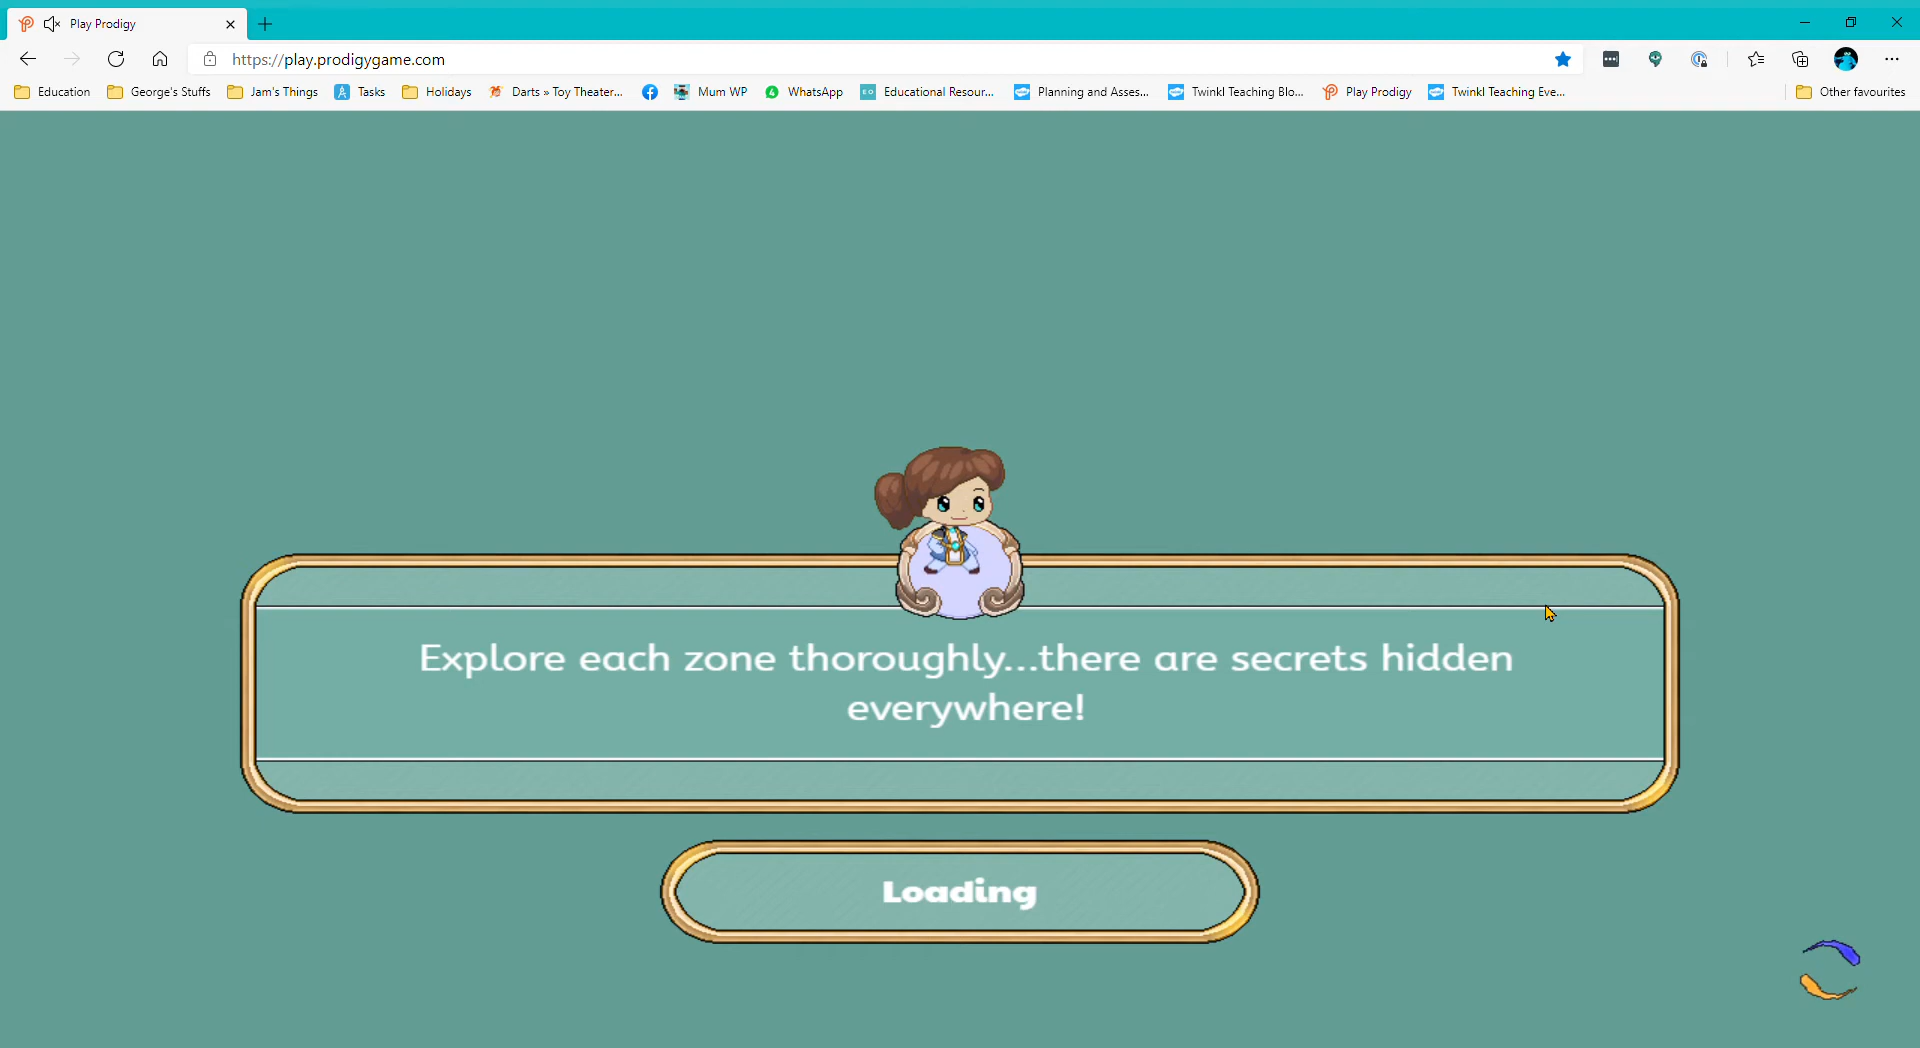 Play Prodigy
https://play.prodigygame.com
Education George's Stuffs Jam's Things Tasks Holidays Darts » Toy Theater... Mum WP WhatsApp Educational Resour... Planning and Asses... Twinkl Teaching Blo... Play Prodigy Twinkl Teaching Eve... Other favourites
Explore each zone thoroughly...there are secrets hidden
everywhere!
Loading